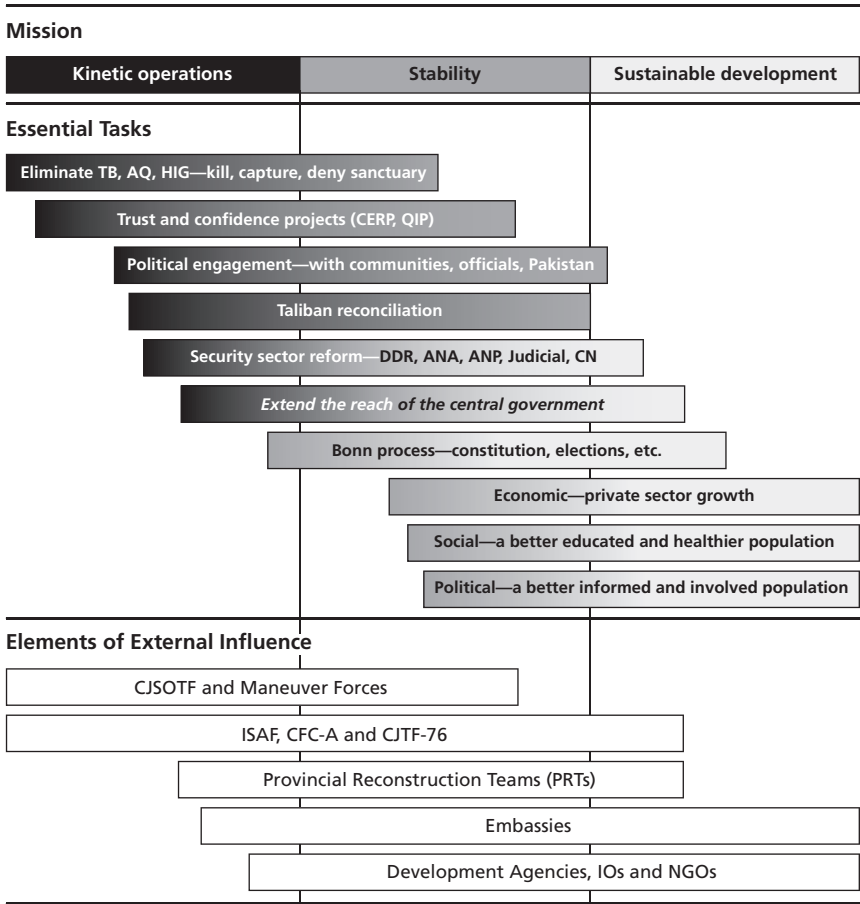 Mission
Kinetic operations
Stability
Sustainable development
Essential Tasks
Eliminate TB, AQ, HIG—kill, capture, deny sanctuary
Trust and confidence projects (CERP, QIP)
Political engagement—with communities, officials, Pakistan
Taliban reconciliation
Security sector reform—DDR, ANA, ANP, Judicial, CN
Extend the reach of the central government
Bonn process—constitution, elections, etc.
Economic—private sector growth
Social—a better educated and healthier population
Political—a better informed and involved population
Elements of External Influence
CJSOTF and Maneuver Forces
ISAF, CFC-A and CJTF-76
Provincial Reconstruction Teams (PRTs)
Embassies
Development Agencies, IOs and NGOs